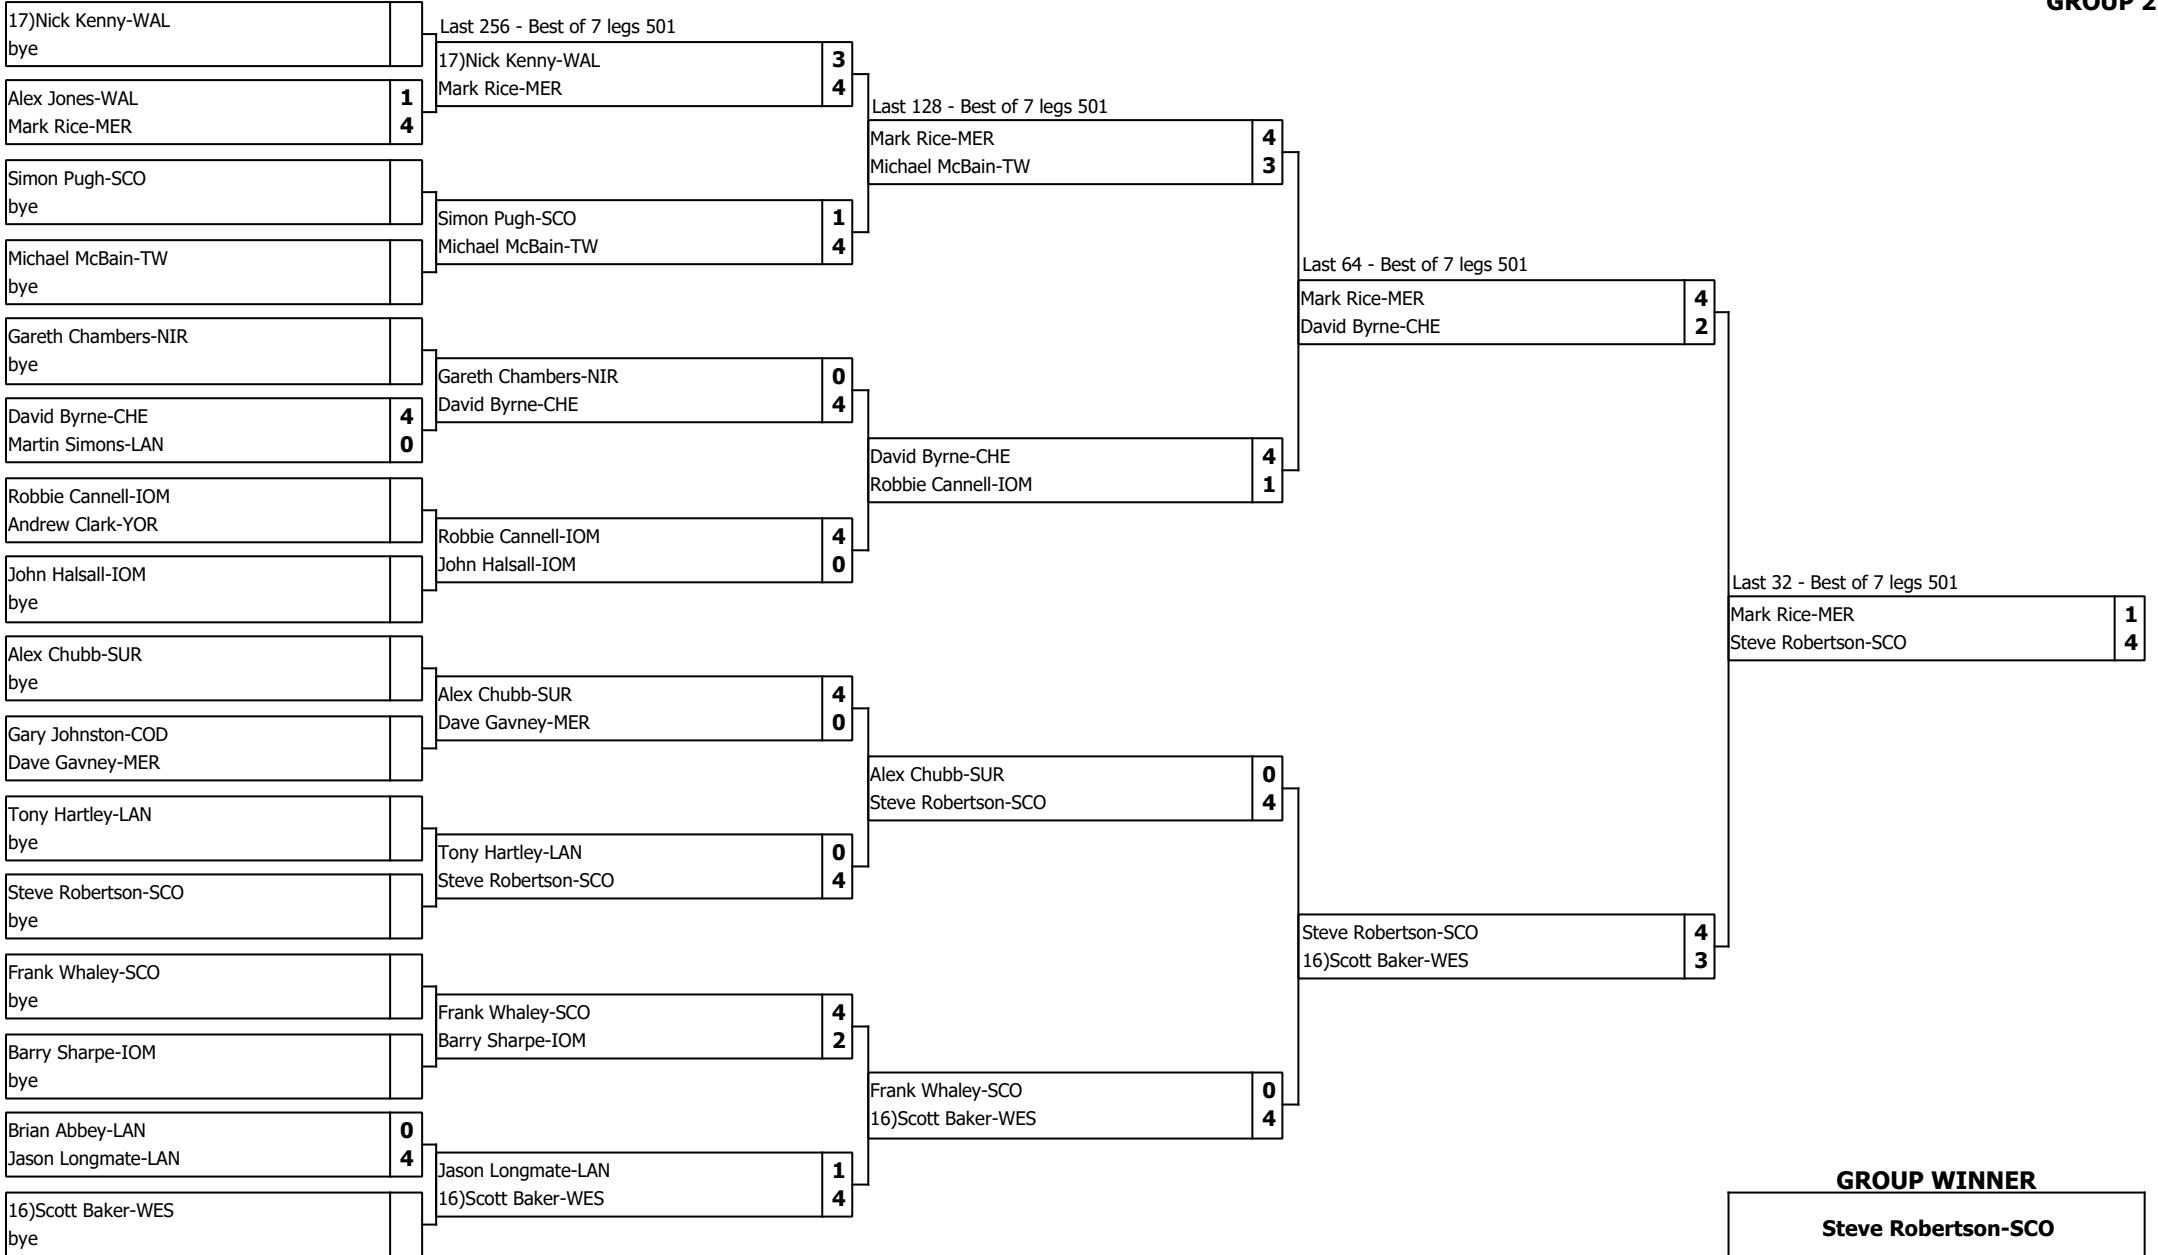 GROUP 2
17)Nick Kenny-WAL
bye
Alex Jones-WAL 1
Mark Rice-MER 4
Simon Pugh-SCO
bye
Michael McBain-TW
bye
Gareth Chambers-NIR
bye
David Byrne-CHE 4
Martin Simons-LAN 0
Robbie Cannell-IOM
Andrew Clark-YOR
John Halsall-IOM
bye
Alex Chubb-SUR
bye
Gary Johnston-COD
Dave Gavney-MER
Tony Hartley-LAN
bye
Steve Robertson-SCO
bye
Frank Whaley-SCO
bye
Barry Sharpe-IOM
bye
Brian Abbey-LAN 0
Jason Longmate-LAN 4
16)Scott Baker-WES
bye
Last 256 - Best of 7 legs 501
17)Nick Kenny-WAL 3
Mark Rice-MER 4
Simon Pugh-SCO 1
Michael McBain-TW 4
Gareth Chambers-NIR 0
David Byrne-CHE 4
Robbie Cannell-IOM 4
John Halsall-IOM 0
Alex Chubb-SUR 4
Dave Gavney-MER 0
Tony Hartley-LAN 0
Steve Robertson-SCO 4
Frank Whaley-SCO 4
Barry Sharpe-IOM 2
Jason Longmate-LAN 1
16)Scott Baker-WES 4
Last 128 - Best of 7 legs 501
Mark Rice-MER 4
Michael McBain-TW 3
David Byrne-CHE 4
Robbie Cannell-IOM 1
Alex Chubb-SUR 0
Steve Robertson-SCO 4
Frank Whaley-SCO 0
16)Scott Baker-WES 4
Last 64 - Best of 7 legs 501
Mark Rice-MER 4
David Byrne-CHE 2
Steve Robertson-SCO 4
16)Scott Baker-WES 3
Last 32 - Best of 7 legs 501
Mark Rice-MER 1
Steve Robertson-SCO 4
GROUP WINNER
Steve Robertson-SCO